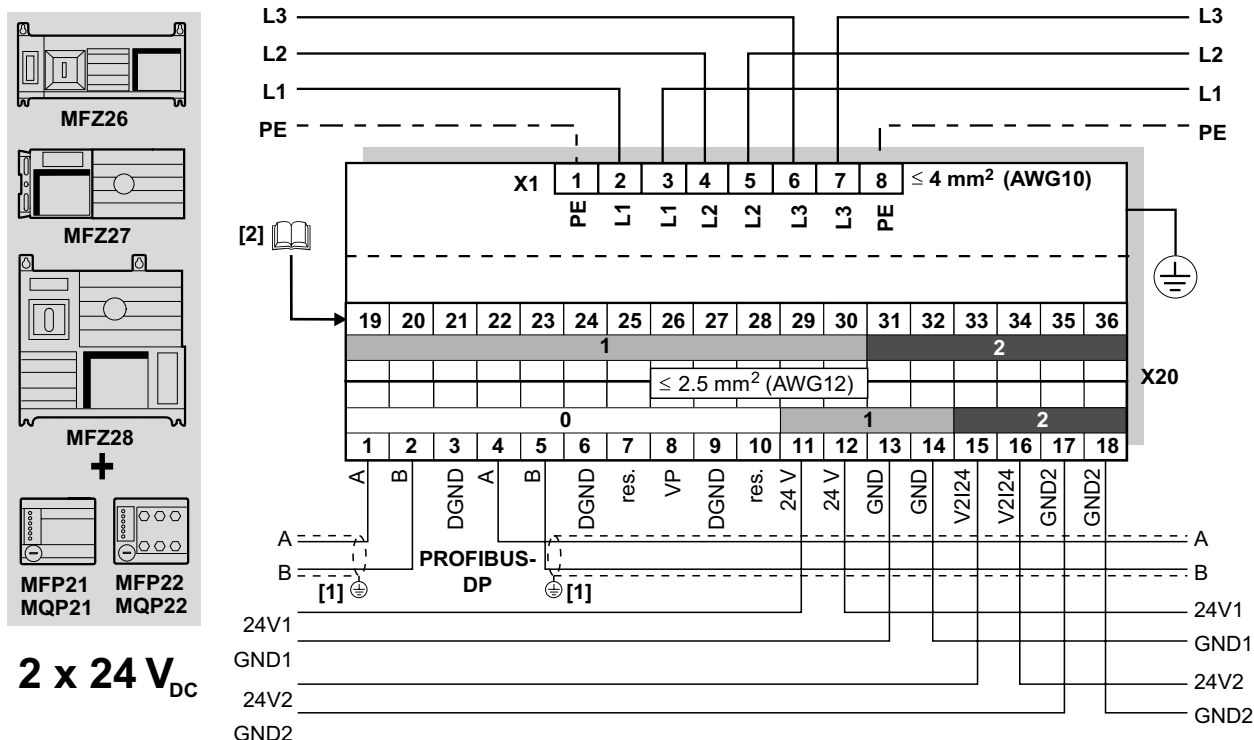 L3
L3
L2
L2
L1
L1
PE
PE
MFZ26
X1
1 2 3 4 5 6 7 8
≤ 4 mm² (AWG10)
PE L1 L1 L2 L2 L3 L3 PE
MFZ27
[2]
19 20 21 22 23 24 25 26 27 28 29 30 31 32 33 34 35 36
1
2
≤ 2.5 mm² (AWG12)
X20
0
1
2
1 2 3 4 5 6 7 8 9 10 11 12 13 14 15 16 17 18
MFZ28
+
A B DGND A B DGND res. VP DGND res. 24 V 24 V GND GND V2I24 V2I24 GND2 GND2
A
A
PROFIBUS-
DP
B
B
[1]
[1]
MFP21
MQP21
MFP22
MQP22
24V1
24V1
GND1
GND1
24V2
24V2
GND2
GND2
2 x 24 VDC